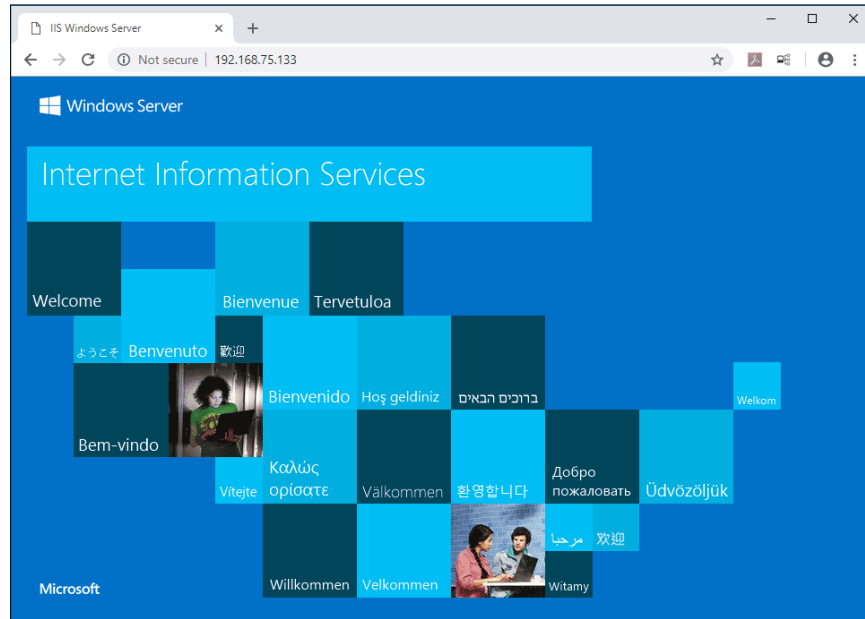 IIS Windows Server
Not secure | 192.168.75.133
Windows Server
Internet Information Services
Welcome
Bienvenue
Tervetuloa
ようこそ
Benvenuto
歡迎
Bienvenido
Hoş geldiniz
ברוכים הבאים
Welkom
Bem-vindo
Vítejte
Καλώς
ορίσατε
Välkommen
환영합니다
Добро
пожаловать
Üdvözöljük
Willkommen
Velkommen
مرحبا
欢迎
Witamy
Microsoft